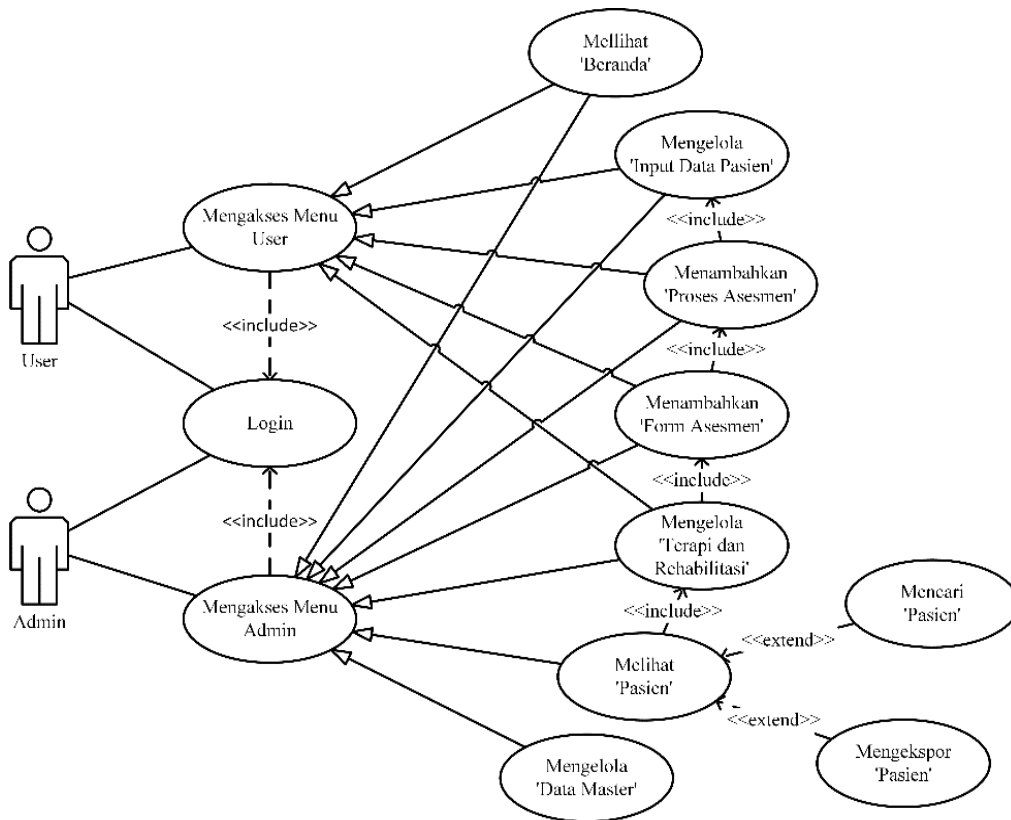 Mellihat
'Beranda'
Mengelola
'Input Data Pasien'
<<include>>
Mengakses Menu
User
Menambahkan
'Proses Asesmen'
<<include>>
<<include>>
User
Login
Menambahkan
'Form Asesmen'
<<include>>
<<include>>
Mengelola
'Terapi dan
Rehabilitasi'
Admin
Mengakses Menu
Admin
<<include>>
Mencari
'Pasien'
<<extend>>
Melihat
'Pasien'
<<extend>>
Mengelola
'Data Master'
Mengekspor
'Pasien'